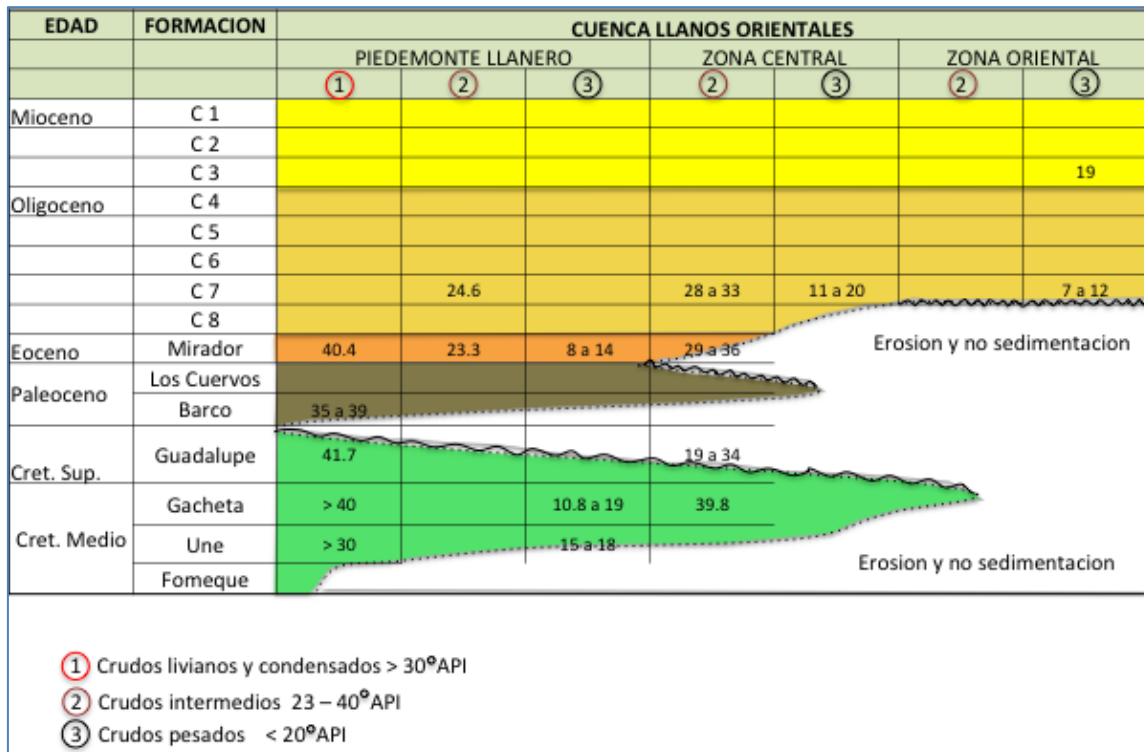 EDAD FORMACION CUENCA LLANOS ORIENTALES
PIEDEMONTE LLANERO ZONA CENTRAL ZONA ORIENTAL
1 2 3 2 3 2 3
Mioceno C 1
C 2
C 3 19
Oligoceno C 4
C 5
C 6
C 7 24.6 28 a 33 11 a 20 7 a 12
C 8
Erosion y no sedimentacion
Eoceno Mirador 40.4 23.3 8 a 14 29 a 36
Los Cuervos
Paleoceno
Barco 35 a 39
Guadalupe 41.7 19 a 34
Cret. Sup.
Gacheta > 40 10.8 a 19 39.8
Cret. Medio Une > 30 15 a 18
Erosion y no sedimentacion
Fomeque
1 Crudos livianos y condensados > 30°API
2 Crudos intermedios 23 – 40°API
3 Crudos pesados < 20°API